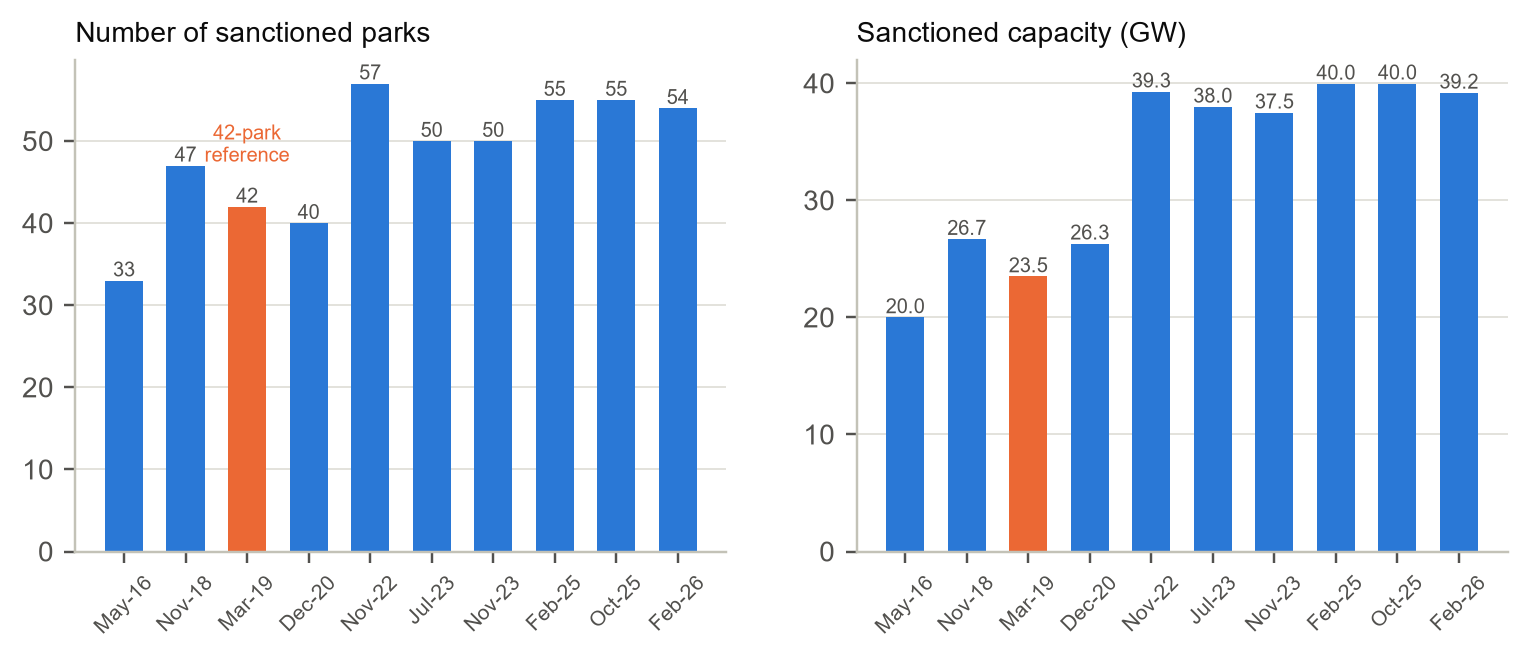 Number of sanctioned parks
57
55
55
54
50
50
50
42-park
47
reference
42
40
40
33
30
20
10
0
May-16
Nov-18
Mar-19
Dec-20
Nov-22
Jul-23
Nov-23
Feb-25
Oct-25
Feb-26
Sanctioned capacity (GW)
40
39.3
38.0
37.5
40.0
40.0
39.2
30
26.7
26.3
23.5
20
20.0
10
0
May-16
Nov-18
Mar-19
Dec-20
Nov-22
Jul-23
Nov-23
Feb-25
Oct-25
Feb-26